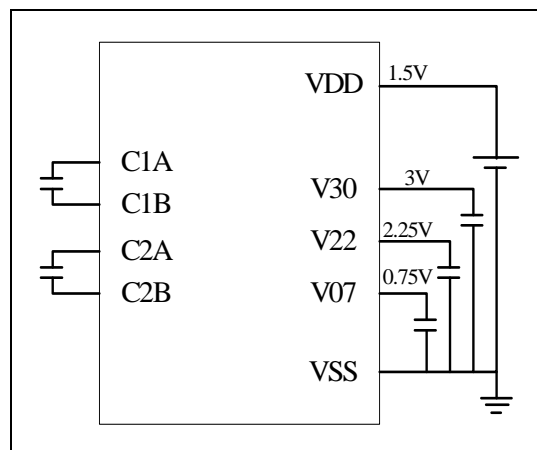 VDD 1.5V
C1A
C1B
V30 3V
C2A
V22 2.25V
C2B
V07 0.75V
VSS